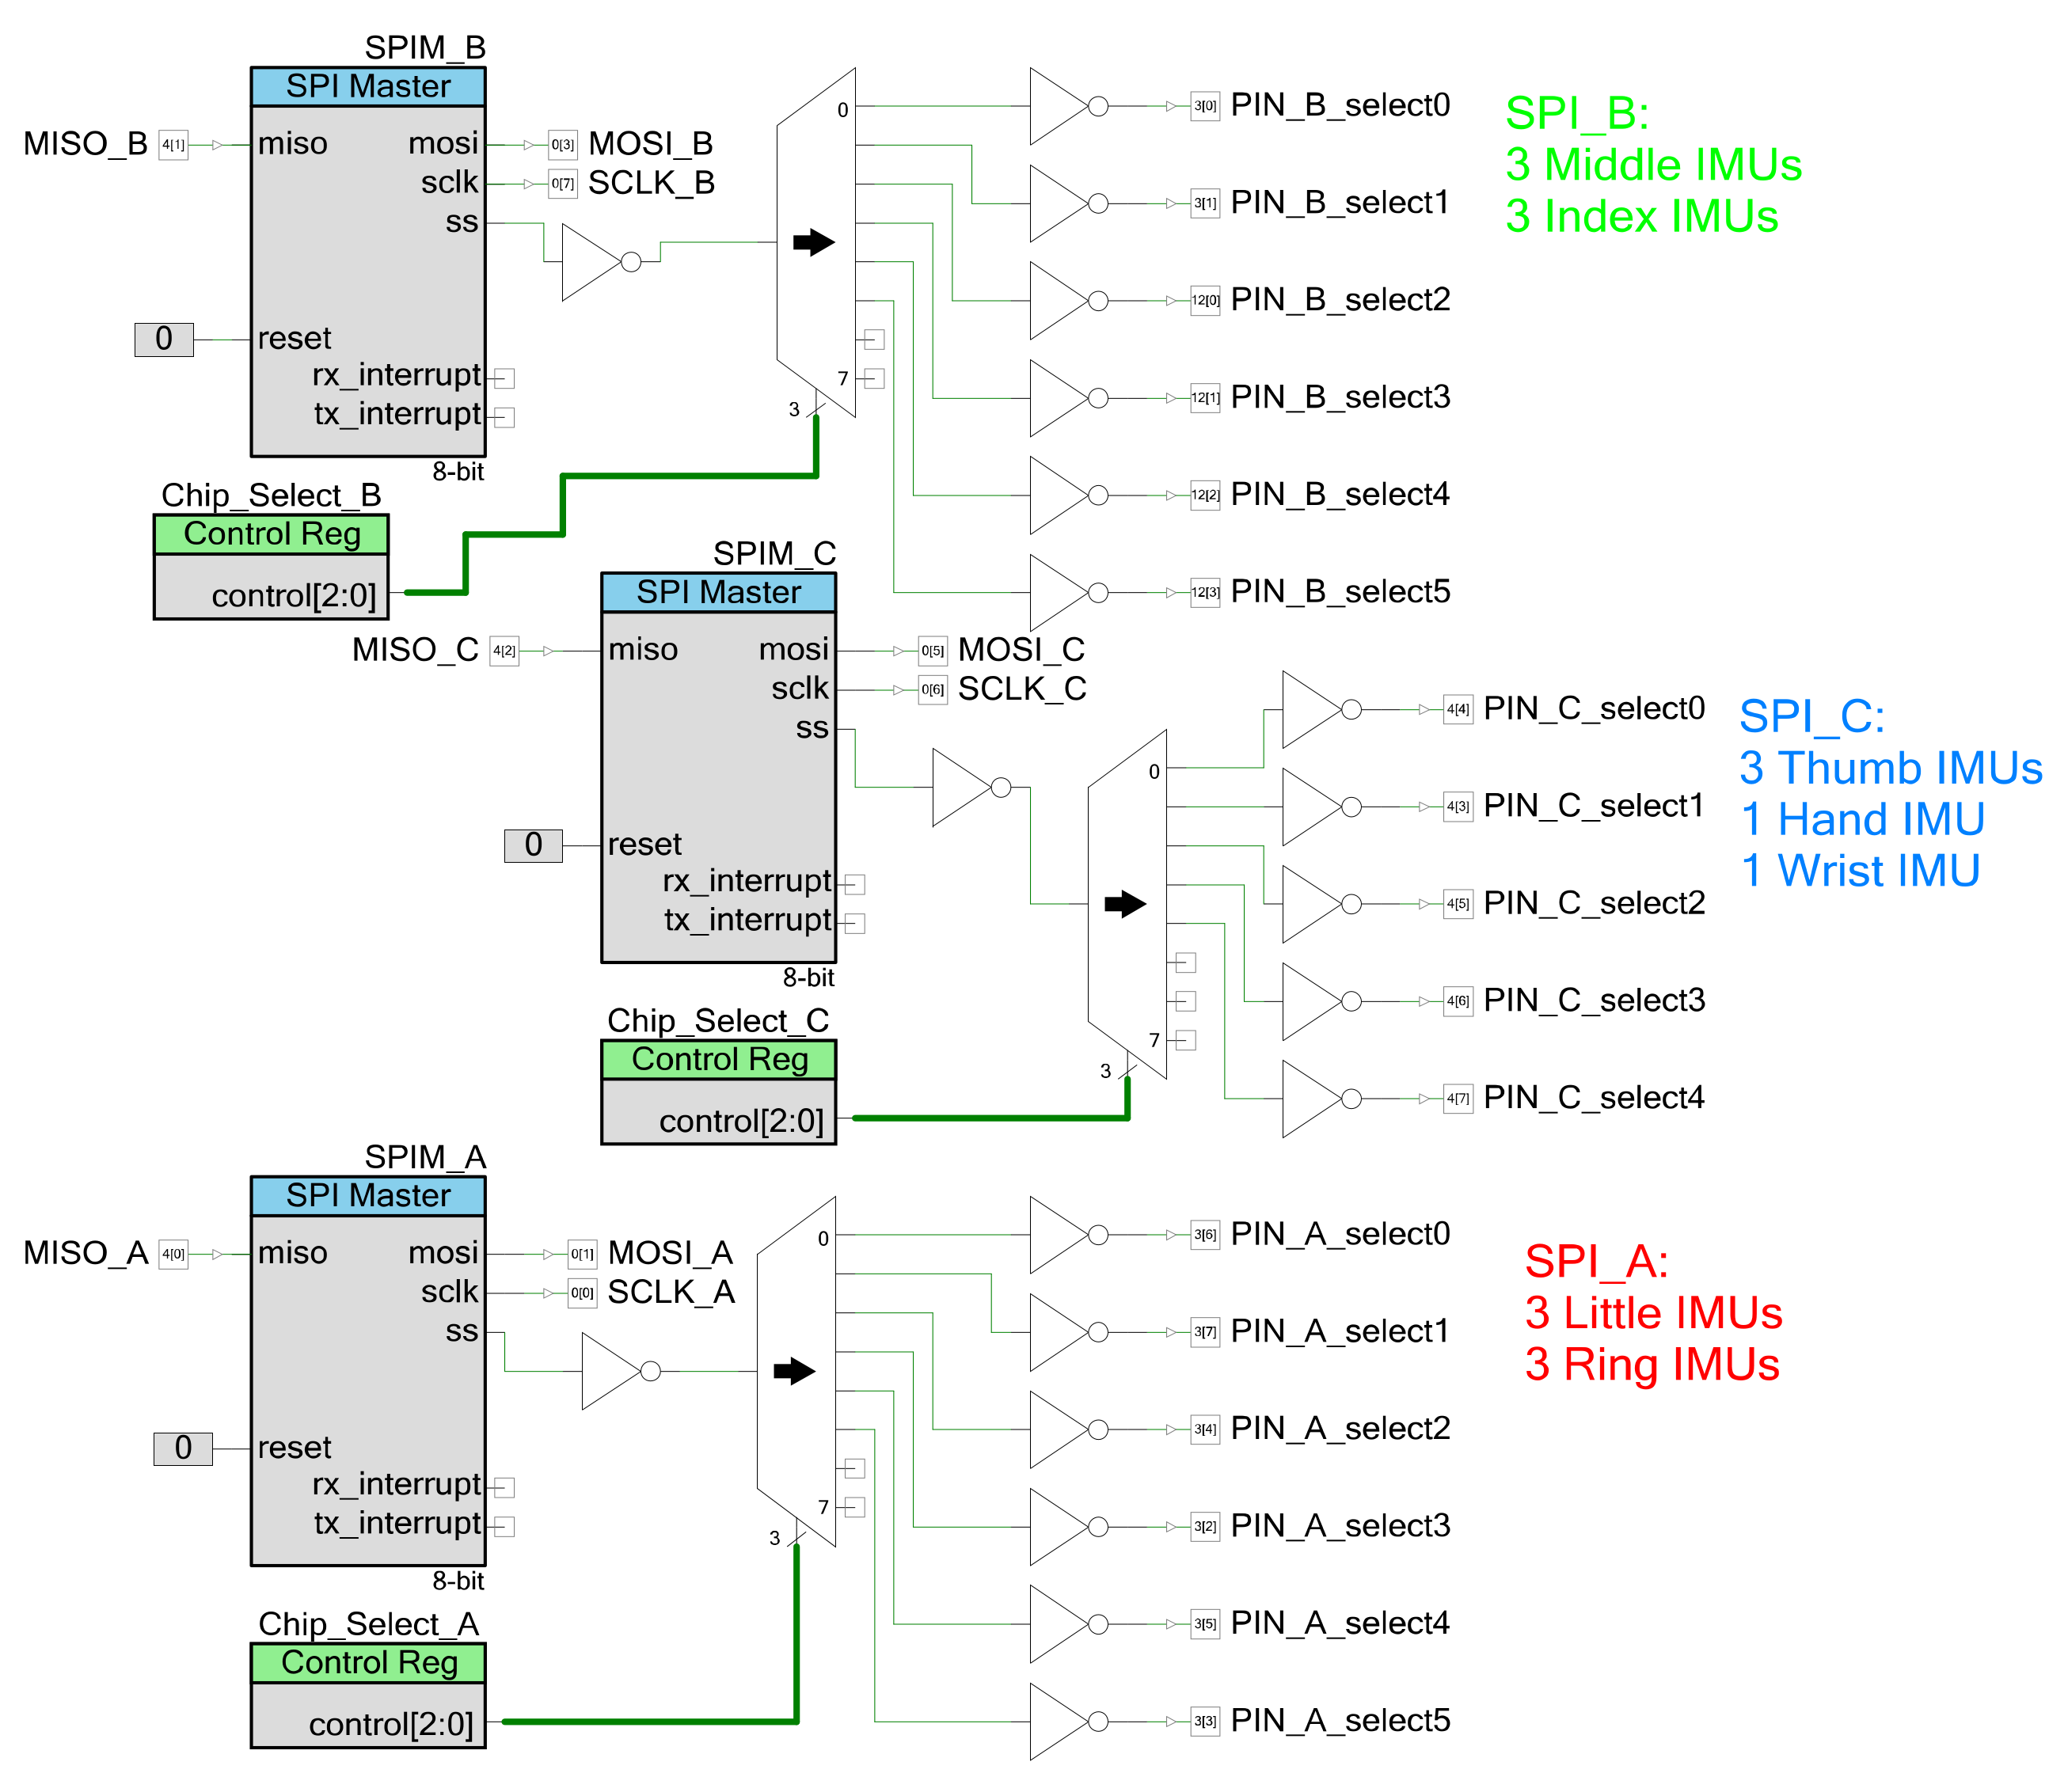 SPIM_B
SPI Master
MISO_B 4[1] miso mosi 0[3] MOSI_B
sclk 0[7] SCLK_B
ss
0 reset
rx_interrupt
tx_interrupt
8-bit
0
7
3
3[0] PIN_B_select0
3[1] PIN_B_select1
12[0] PIN_B_select2
12[1] PIN_B_select3
12[2] PIN_B_select4
12[3] PIN_B_select5
SPI_B:
3 Middle IMUs
3 Index IMUs
Chip_Select_B
Control Reg
control[2:0]
SPIM_C
SPI Master
MISO_C 4[2] miso mosi 0[5] MOSI_C
sclk 0[6] SCLK_C
ss
0 reset
rx_interrupt
tx_interrupt
8-bit
0
7
3
4[4] PIN_C_select0
4[3] PIN_C_select1
4[5] PIN_C_select2
4[6] PIN_C_select3
4[7] PIN_C_select4
SPI_C:
3 Thumb IMUs
1 Hand IMU
1 Wrist IMU
Chip_Select_C
Control Reg
control[2:0]
SPIM_A
SPI Master
MISO_A 4[0] miso mosi 0[1] MOSI_A
sclk 0[0] SCLK_A
ss
0 reset
rx_interrupt
tx_interrupt
8-bit
0
7
3
3[6] PIN_A_select0
3[7] PIN_A_select1
3[4] PIN_A_select2
3[2] PIN_A_select3
3[5] PIN_A_select4
3[3] PIN_A_select5
SPI_A:
3 Little IMUs
3 Ring IMUs
Chip_Select_A
Control Reg
control[2:0]